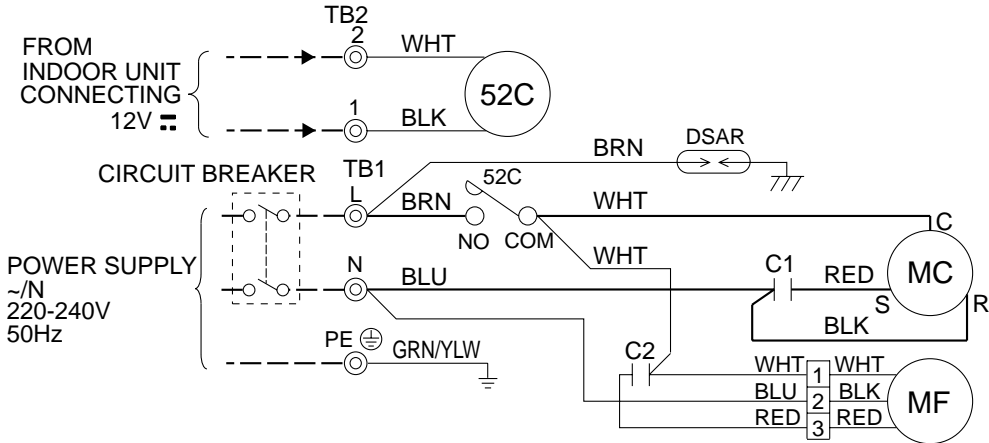 TB2
2
WHT
FROM
INDOOR UNIT
CONNECTING
12V
52C
1
BLK
BRN
DSAR
CIRCUIT BREAKER
TB1
L
BRN
52C
WHT
NO
COM
C
POWER SUPPLY
~/N
220-240V
50Hz
N
BLU
WHT
C1
RED
MC
S
R
BLK
PE
GRN/YLW
C2
WHT 1 WHT
BLU 2 BLK
RED 3 RED
MF